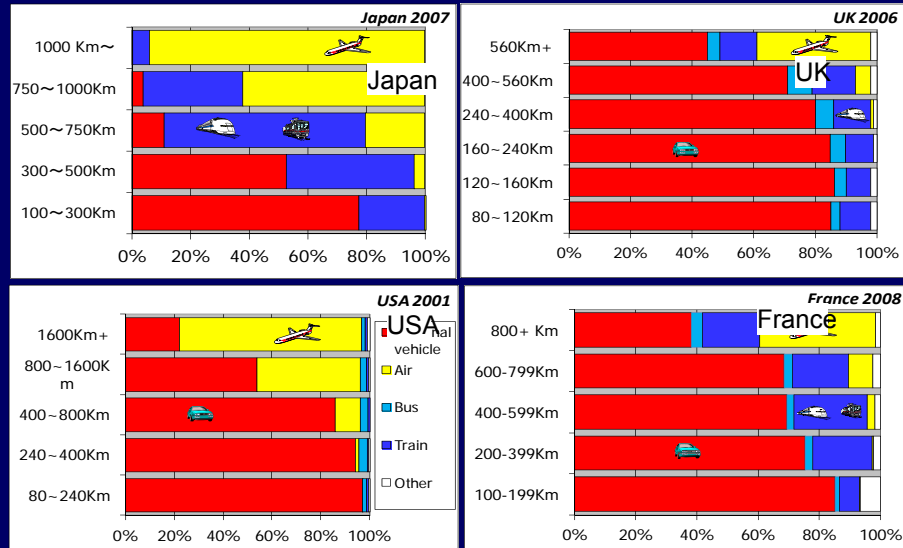 Japan 2007
1000 Km～
750～1000Km
500～750Km
300～500Km
100～300Km
Japan
0% 20% 40% 60% 80% 100%
UK 2006
560Km+
400～560Km
240～400Km
160～240Km
120～160Km
80～120Km
UK
0% 20% 40% 60% 80% 100%
USA 2001
1600Km+
800～1600K
m
400～800Km
240～400Km
80～240Km
USA
nal
vehicle
Air
Bus
Train
Other
0% 20% 40% 60% 80% 100%
France 2008
800+ Km
600-799Km
400-599Km
200-399Km
100-199Km
France
0% 20% 40% 60% 80% 100%